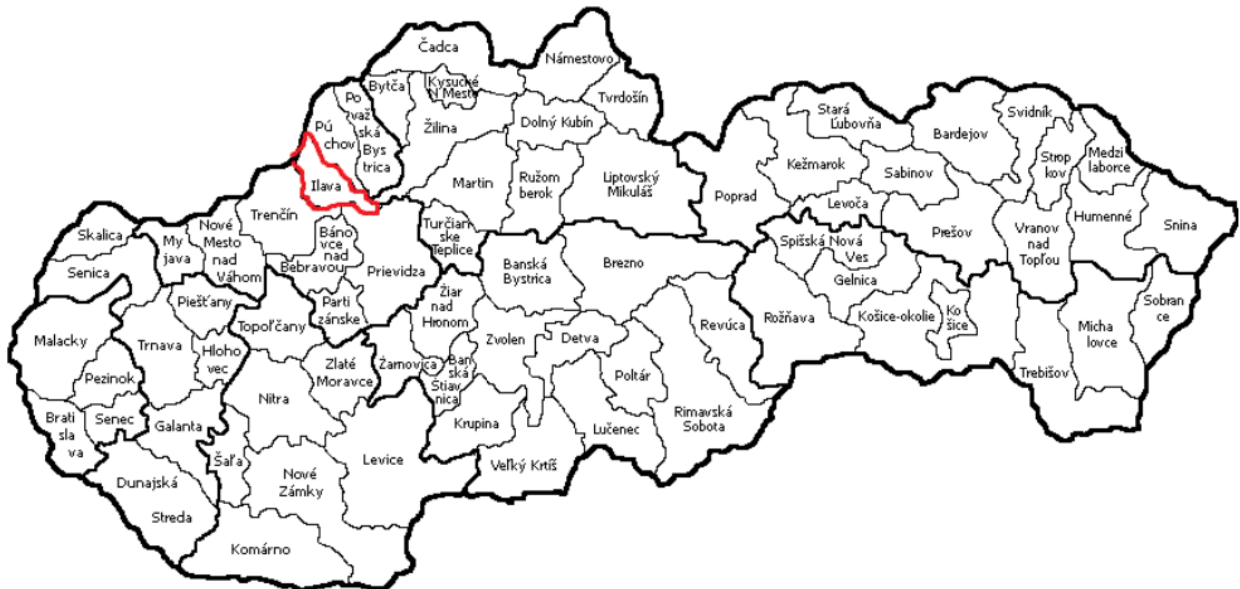 Čadca
Námestovo
Kysucké
N Mesto
Bytča
Tvrdošín
Po
važ
ská
Bys
trica
Pú
chov
Žilina
Dolný Kubín
Stará
Ľubovňa
Svidník
Bardejov
Medzi
laborce
Strop
kov
Kežmarok
Sabinov
Ilava
Martin
Ružom
berok
Liptovský
Mikuláš
Poprad
Levoča
Trenčín
Turčian
ske
Teplice
Prešov
Humenné
Snina
Vranov
nad
Topľou
Skalica
My
java
Nové
Mesto
nad
Váhom
Báno
vce nad
Bebravou
Prievidza
Spišská Nová
Ves
Senica
Banská
Bystrica
Brezno
Gelnica
Piešťany
Parti
zánske
Žiar
nad
Hronom
Topoľčany
Sobran
ce
Malacky
Trnava
Hloho
vec
Zlaté
Moravce
Žarnovica
Ban
ská
Štiav
nica
Zvolen
Detva
Revúca
Rožňava
Košice-okolie
Ko
šice
Micha
lovce
Pezinok
Poltár
Trebišov
Nitra
Brati
sla
va
Senec
Galanta
Krupina
Lučenec
Rimavská
Sobota
Šaľa
Levice
Veľký Krtíš
Nové
Zámky
Dunajská
Streda
Komárno